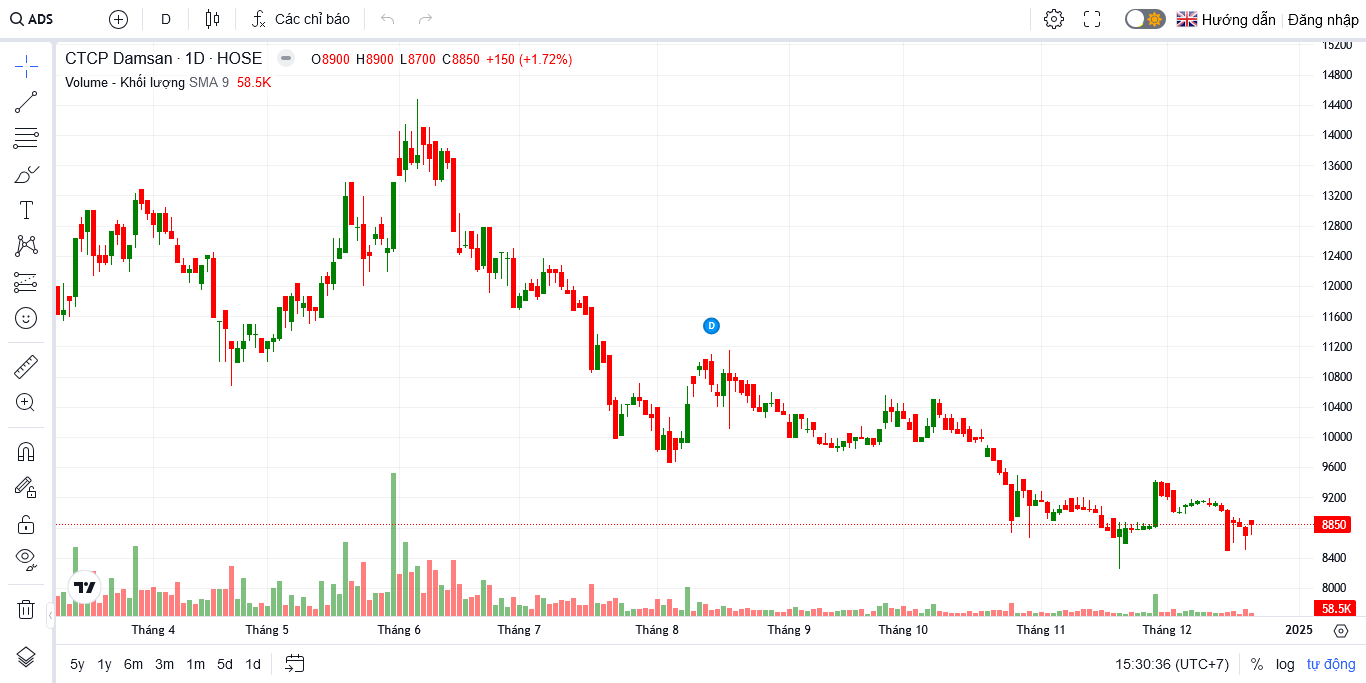 ADS D Các chỉ báo Hướng dẫn Đăng nhập
CTCP Damsan · 1D · HOSE O8900 H8900 L8700 C8850 +150 (+1.72%)
Volume - Khối lượng SMA 9 58.5K
15200
14800
14400
14000
13600
13200
12800
12400
12000
11600
11200
D
10800
10400
10000
9600
9200
8850
8400
8000
58.5K
Tháng 4 Tháng 5 Tháng 6 Tháng 7 Tháng 8 Tháng 9 Tháng 10 Tháng 11 Tháng 12 2025
5y 1y 6m 3m 1m 5d 1d 15:30:36 (UTC+7) % log tự động